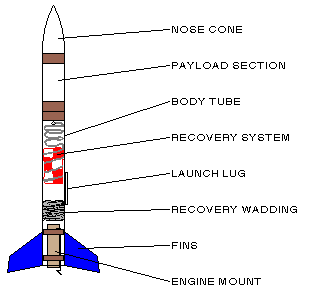 NOSE CONE
PAYLOAD SECTION
BODY TUBE
RECOVERY SYSTEM
LAUNCH LUG
RECOVERY WADDING
FINS
ENGINE MOUNT